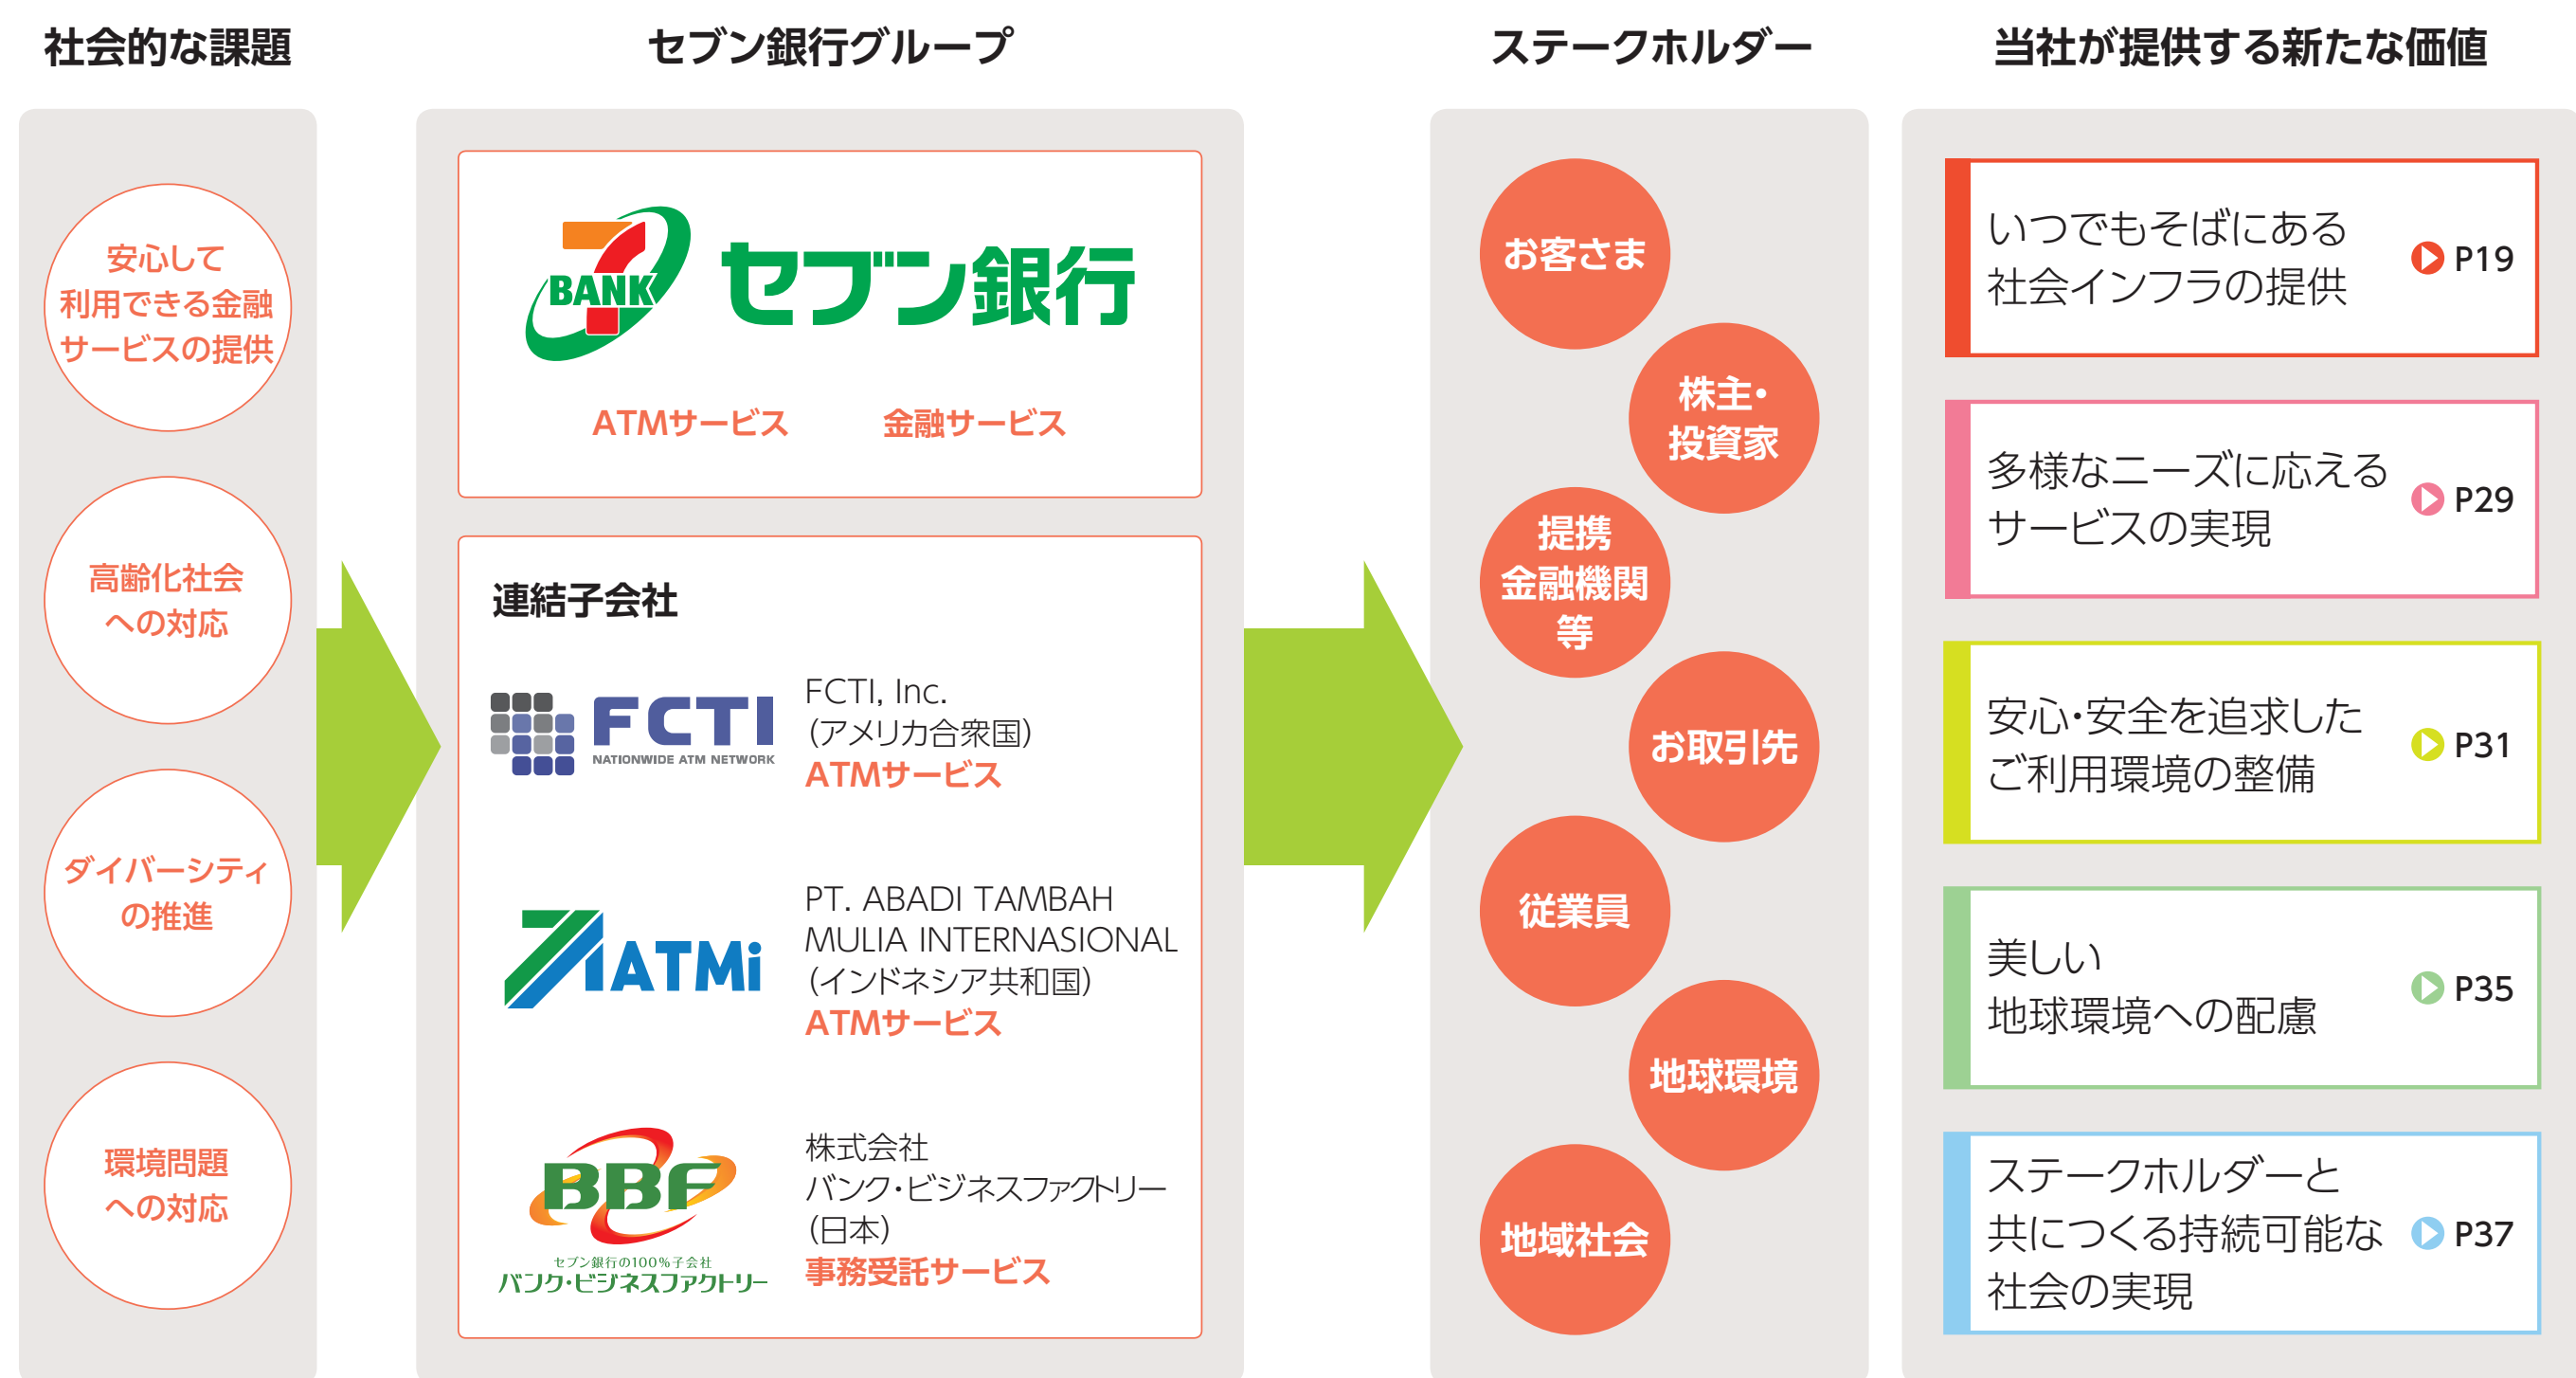 社会的な課題
安心して
利用できる金融
サービスの提供
高齢化社会
への対応
ダイバーシティ
の推進
環境問題
への対応
セブン銀行グループ
7
BANK
セブン銀行
ATMサービス 金融サービス
連結子会社
FCTI
NATIONWIDE ATM NETWORK
FCTI, Inc.
(アメリカ合衆国)
ATMサービス
ATMi
PT. ABADI TAMBAH
MULIA INTERNASIONAL
(インドネシア共和国)
ATMサービス
BBF
セブン銀行の100%子会社
バンク・ビジネスファクトリー
株式会社
バンク・ビジネスファクトリー
(日本)
事務受託サービス
ステークホルダー
お客さま
株主・
投資家
提携
金融機関
等
お取引先
従業員
地球環境
地域社会
当社が提供する新たな価値
いつでもそばにある
社会インフラの提供
P19
多様なニーズに応える
サービスの実現
P29
安心・安全を追求した
ご利用環境の整備
P31
美しい
地球環境への配慮
P35
ステークホルダーと
共につくる持続可能な
社会の実現
P37